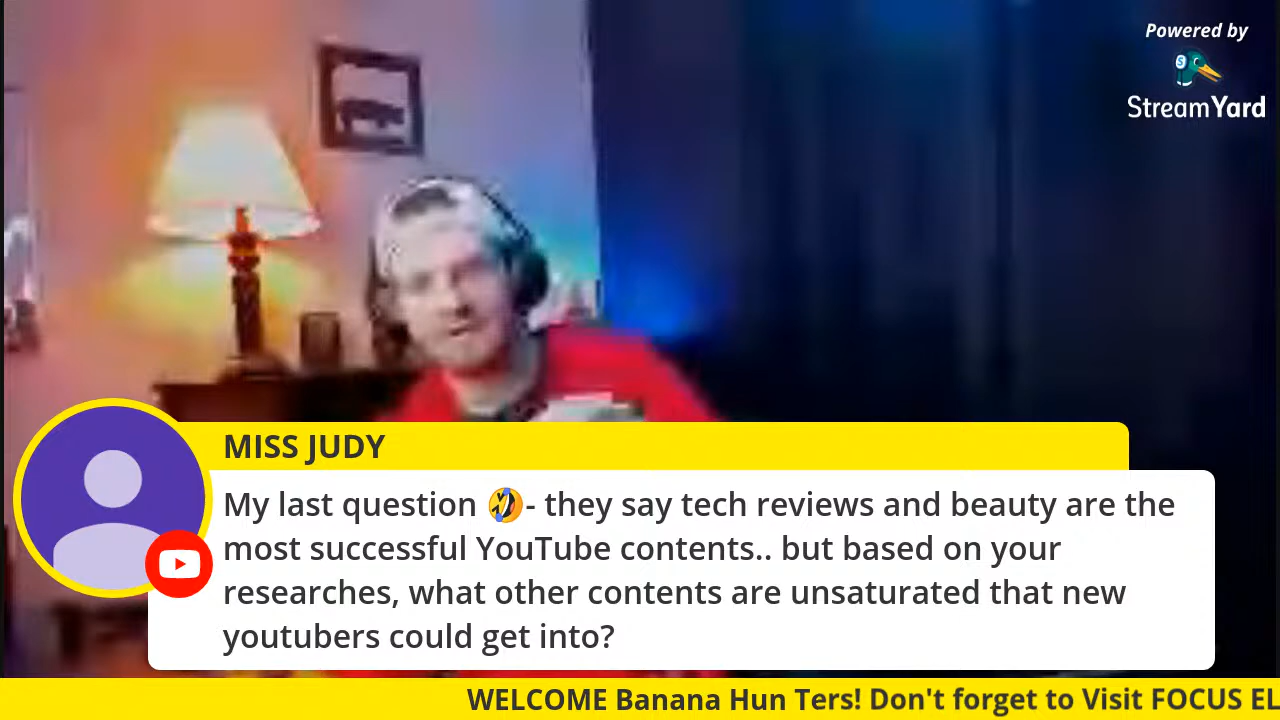 Powered by
StreamYard
MISS JUDY
My last question 🤣- they say tech reviews and beauty are the
most successful YouTube contents.. but based on your
researches, what other contents are unsaturated that new
youtubers could get into?
WELCOME Banana Hun Ters! Don't forget to Visit FOCUS EL